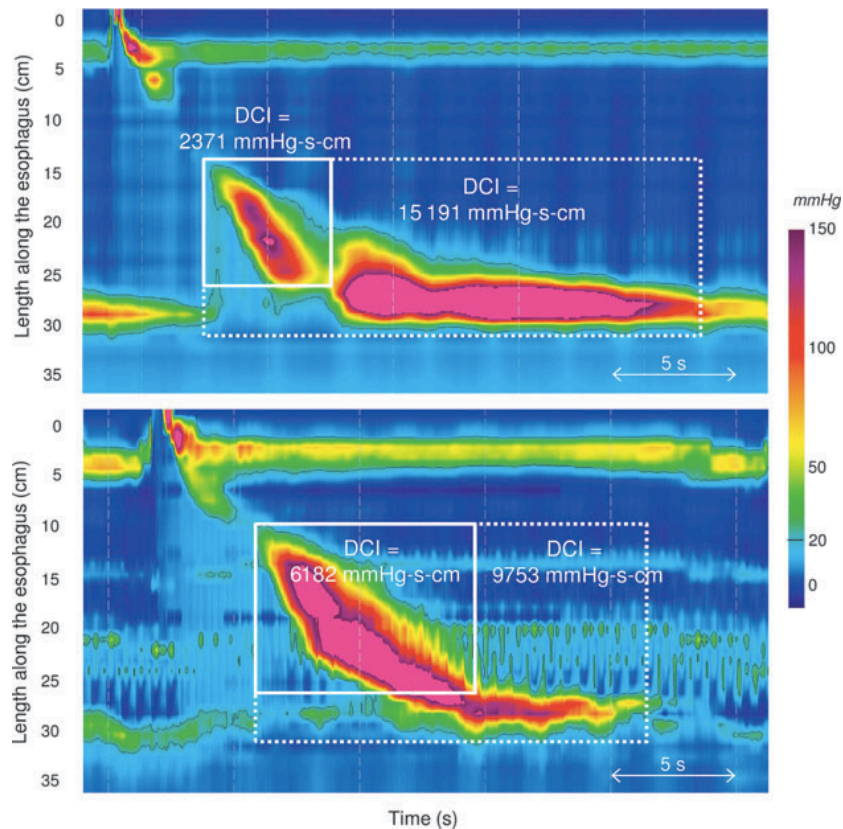 0
5
10
15
20
25
30
35
Length along the esophagus (cm)
DCI =
2371 mmHg-s-cm
DCI =
15 191 mmHg-s-cm
5 s
mmHg
150
100
50
20
0
0
5
10
15
20
25
30
35
Length along the esophagus (cm)
DCI =
6182 mmHg-s-cm
DCI =
9753 mmHg-s-cm
5 s
Time (s)